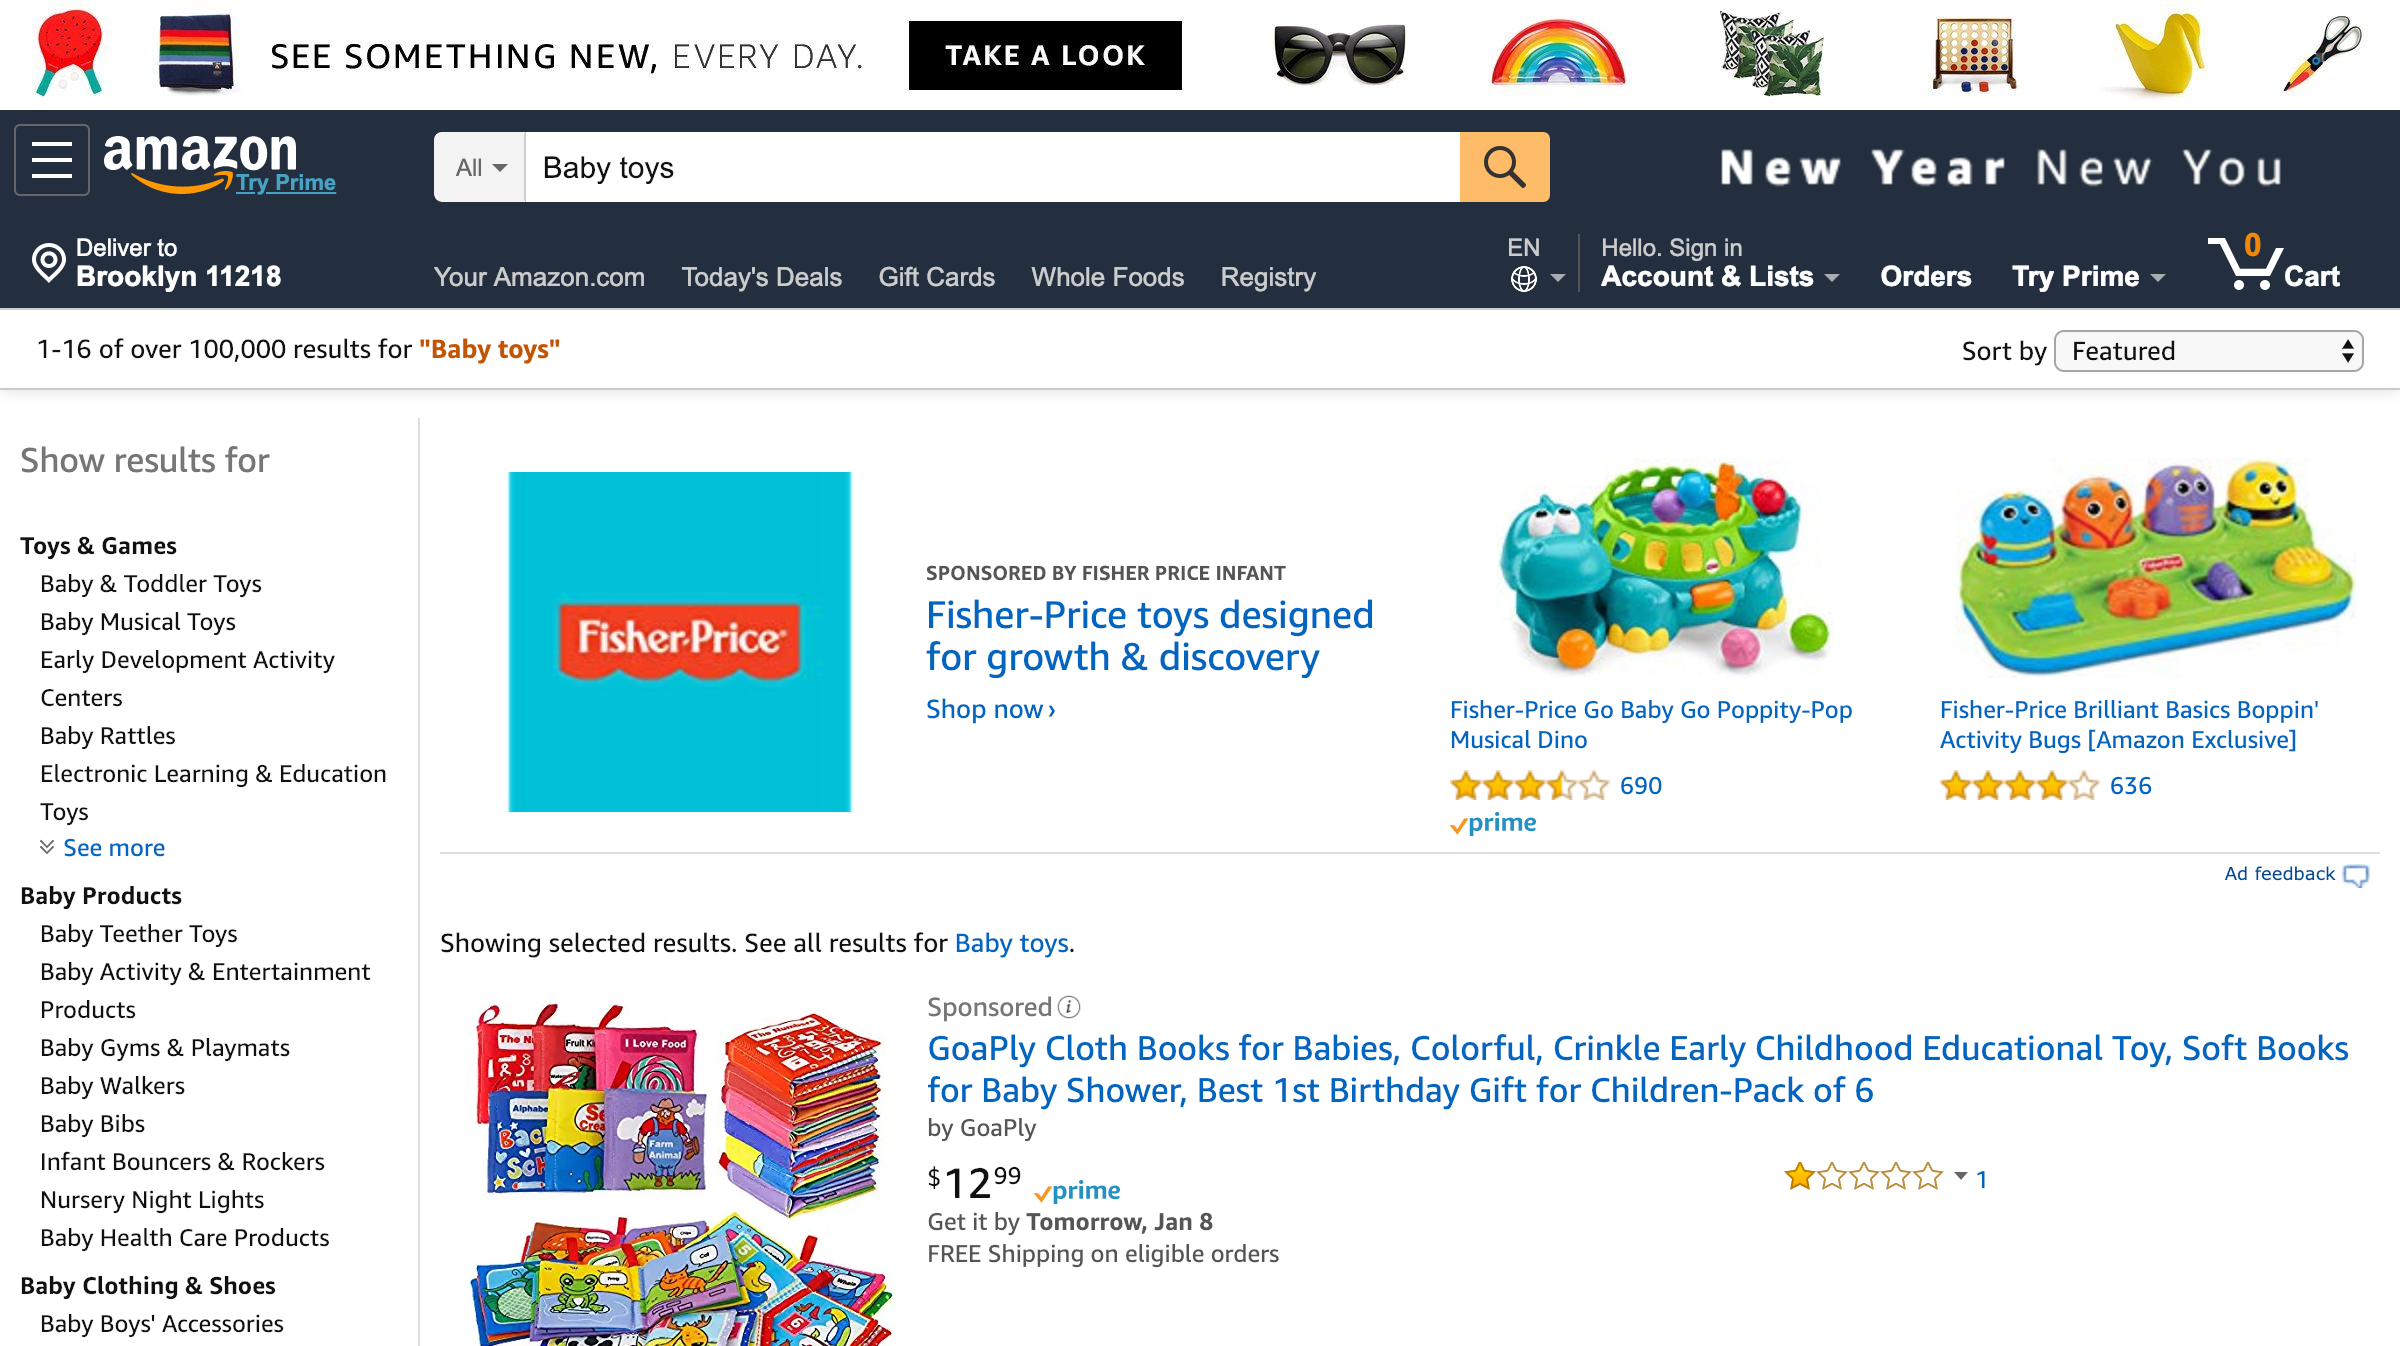 SEE SOMETHING NEW, EVERY DAY.
TAKE A LOOK
amazon
Try Prime
All
Baby toys
New Year New You
Deliver to
Brooklyn 11218
Your Amazon.com
Today's Deals
Gift Cards
Whole Foods
Registry
EN
Hello. Sign in
Account & Lists
Orders
Try Prime
0
Cart
1-16 of over 100,000 results for "Baby toys"
Sort by
Featured
Show results for
Toys & Games
Baby & Toddler Toys
Baby Musical Toys
Early Development Activity
Centers
Baby Rattles
Electronic Learning & Education
Toys
See more
Baby Products
Baby Teether Toys
Baby Activity & Entertainment
Products
Baby Gyms & Playmats
Baby Walkers
Baby Bibs
Infant Bouncers & Rockers
Nursery Night Lights
Baby Health Care Products
Baby Clothing & Shoes
Baby Boys' Accessories
Fisher-Price
SPONSORED BY FISHER PRICE INFANT
Fisher-Price toys designed
for growth & discovery
Shop now ›
Fisher-Price Go Baby Go Poppity-Pop
Musical Dino
690
prime
Fisher-Price Brilliant Basics Boppin'
Activity Bugs [Amazon Exclusive]
636
Ad feedback
Showing selected results. See all results for Baby toys.
The Numbers
I Love Food
Farm
Animal
Sponsored
GoaPly Cloth Books for Babies, Colorful, Crinkle Early Childhood Educational Toy, Soft Books
for Baby Shower, Best 1st Birthday Gift for Children-Pack of 6
by GoaPly
$12 99
prime
Get it by Tomorrow, Jan 8
FREE Shipping on eligible orders
1